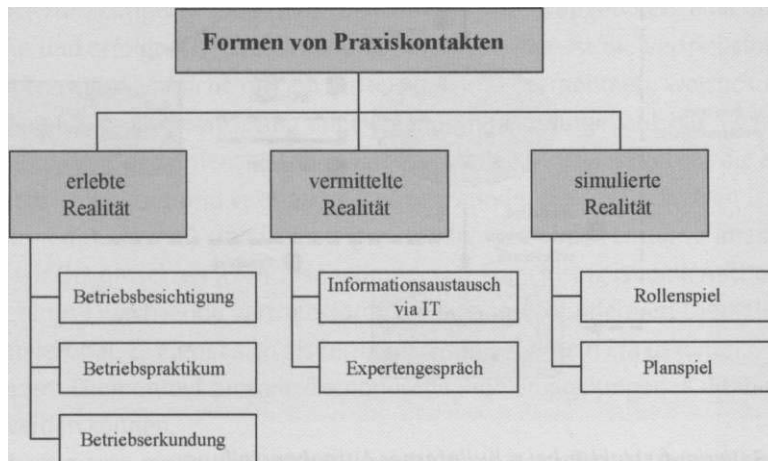 Formen von Praxiskontakten
erlebte
Realität
vermittelte
Realität
simulierte
Realität
Betriebsbesichtigung
Betriebspraktikum
Betriebserkundung
Informationsaustausch
via IT
Expertengespräch
Rollenspiel
Planspiel